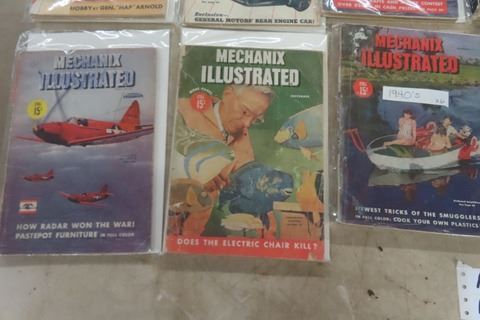 HOBBY BY GEN. "HAP" ARNOLD
GENERAL MOTORS' REAR ENGINE CAR!
MECHANIX
ILLUSTRATED
15¢
HOW RADAR WON THE WAR!
PASTEPOT FURNITURE IN FULL COLOR
MECHANIX
ILLUSTRATED
15¢
DOES THE ELECTRIC CHAIR KILL?
MECHANIX
ILLUSTRATED
15¢
1940's
NEWEST TRICKS OF THE SMUGGLERS
IN FULL COLOR: COOK YOUR OWN PLASTICS